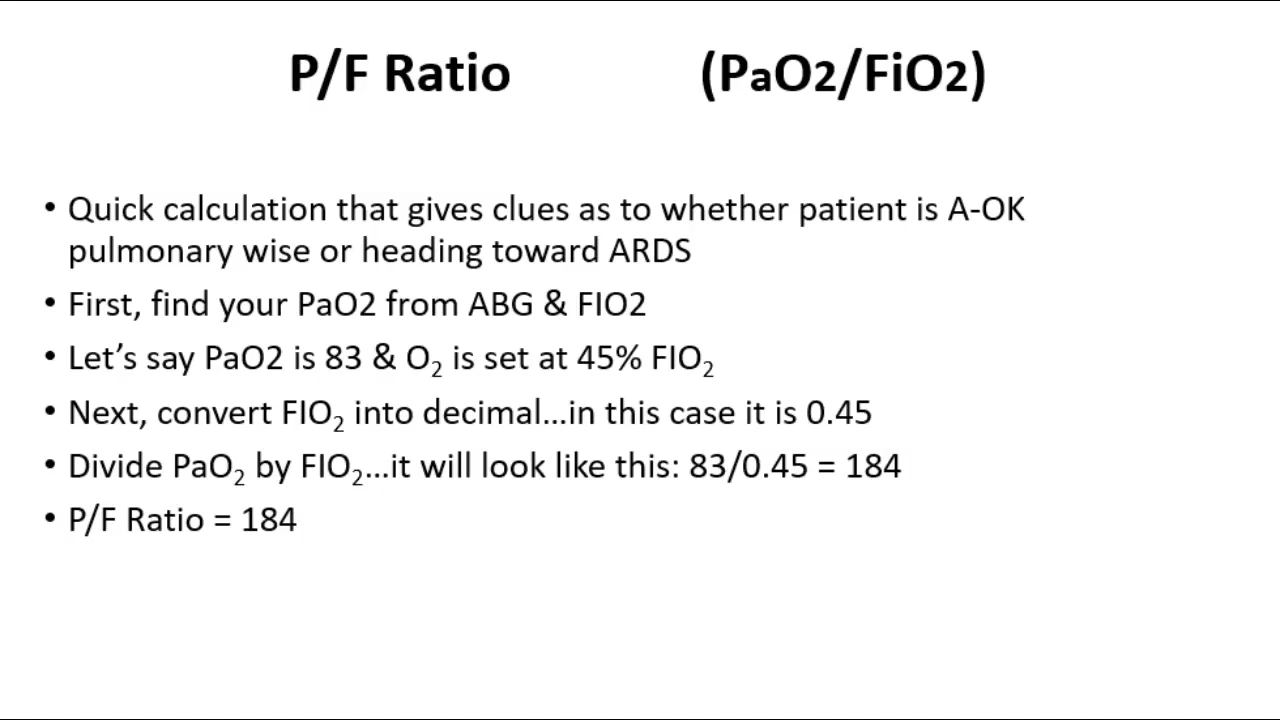 P/F Ratio (PaO2/FiO2)
• Quick calculation that gives clues as to whether patient is A-OK
pulmonary wise or heading toward ARDS
• First, find your PaO2 from ABG & FIO2
• Let’s say PaO2 is 83 & O₂ is set at 45% FIO₂
• Next, convert FIO₂ into decimal…in this case it is 0.45
• Divide PaO₂ by FIO₂…it will look like this: 83/0.45 = 184
• P/F Ratio = 184